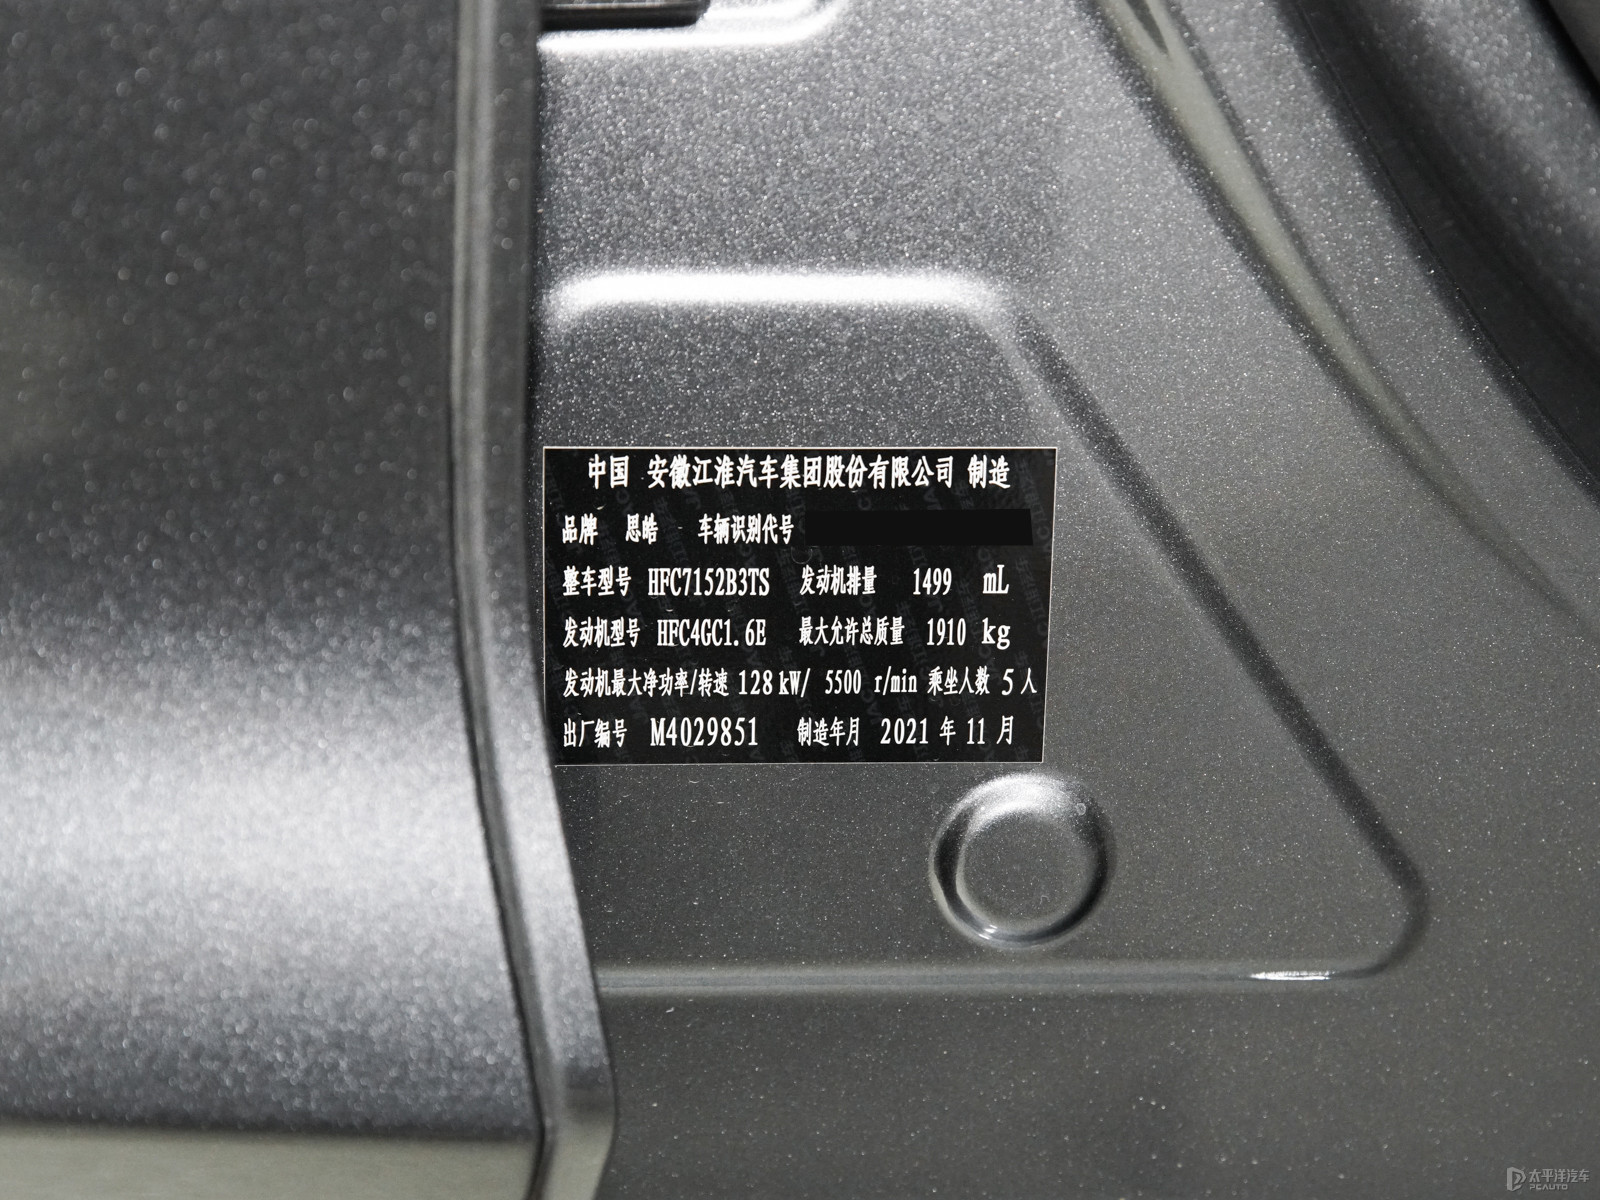 中国 安徽江淮汽车集团股份有限公司 制造
品牌 思皓 车辆识别代号
整车型号 HFC7152B3TS 发动机排量 1499 mL
发动机型号 HFC4GC1.6E 最大允许总质量 1910 kg
发动机最大净功率/转速 128 kW/ 5500 r/min 乘坐人数 5 人
出厂编号 M4029851 制造年月 2021 年 11 月
太平洋汽车
PCAUTO